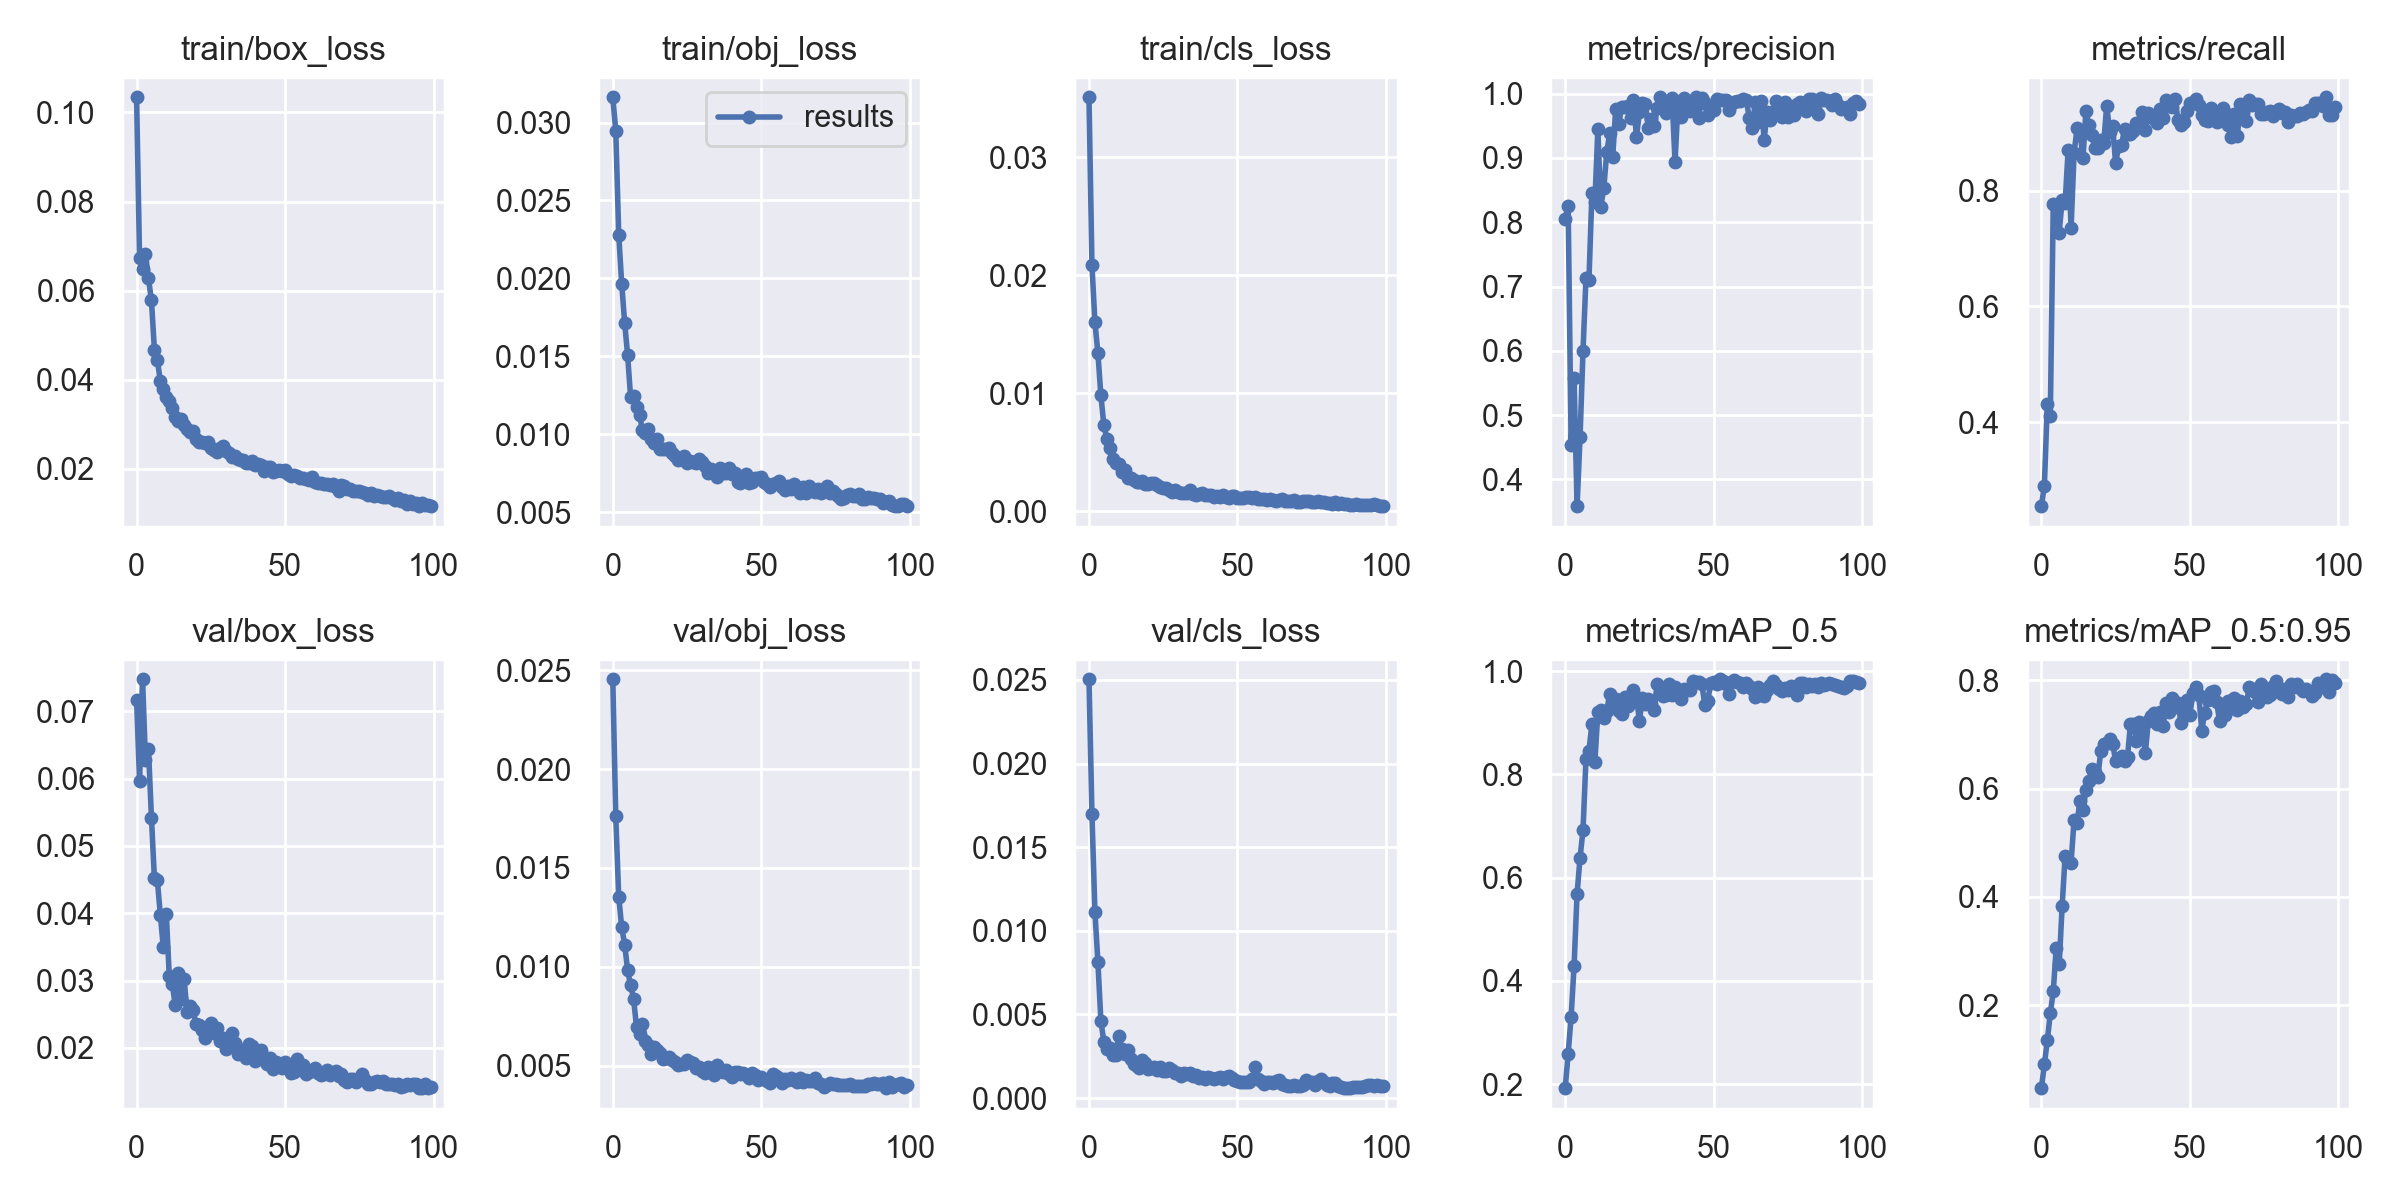 train/box_loss
0.10
0.08
0.06
0.04
0.02
0 50 100
train/obj_loss
results
0.030
0.025
0.020
0.015
0.010
0.005
0 50 100
train/cls_loss
0.03
0.02
0.01
0.00
0 50 100
metrics/precision
1.0
0.9
0.8
0.7
0.6
0.5
0.4
0 50 100
metrics/recall
0.8
0.6
0.4
0 50 100
val/box_loss
0.07
0.06
0.05
0.04
0.03
0.02
0 50 100
val/obj_loss
0.025
0.020
0.015
0.010
0.005
0 50 100
val/cls_loss
0.025
0.020
0.015
0.010
0.005
0.000
0 50 100
metrics/mAP_0.5
1.0
0.8
0.6
0.4
0.2
0 50 100
metrics/mAP_0.5:0.95
0.8
0.6
0.4
0.2
0 50 100